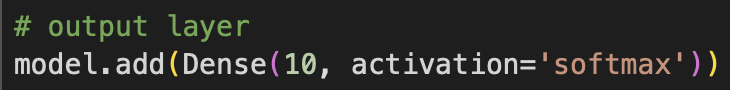 # output layer
model.add(Dense(10, activation='softmax'))